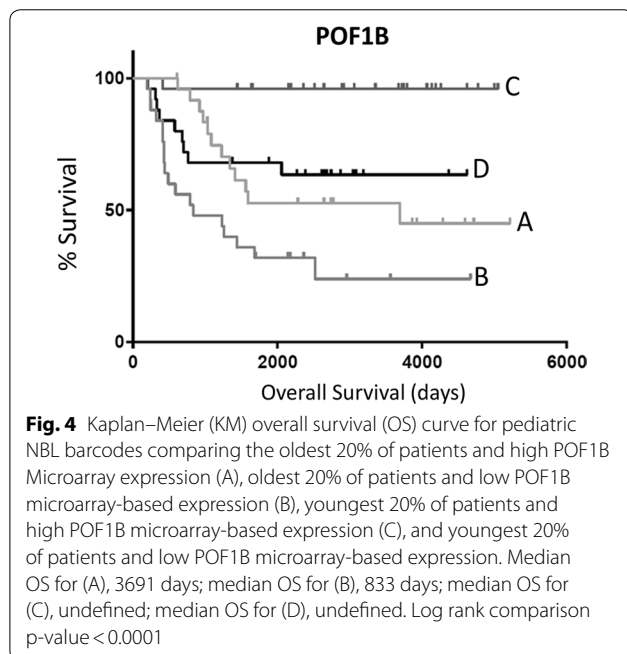 POF1B
% Survival
100
50
0
C
D
A
B
0
2000
4000
6000
Overall Survival (days)
Fig. 4 Kaplan–Meier (KM) overall survival (OS) curve for pediatric
NBL barcodes comparing the oldest 20% of patients and high POF1B
Microarray expression (A), oldest 20% of patients and low POF1B
microarray-based expression (B), youngest 20% of patients and
high POF1B microarray-based expression (C), and youngest 20%
of patients and low POF1B microarray-based expression. Median
OS for (A), 3691 days; median OS for (B), 833 days; median OS for
(C), undefined; median OS for (D), undefined. Log rank comparison
p-value < 0.0001